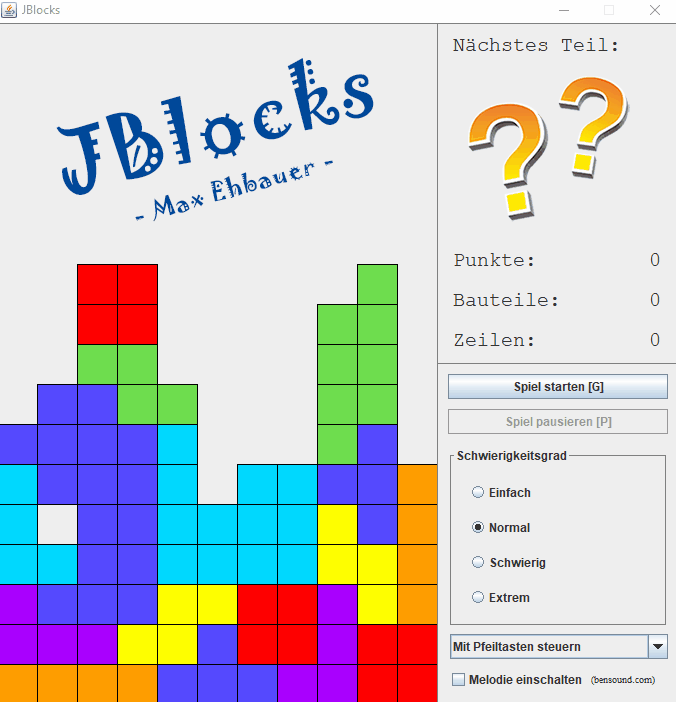 JBlocks
JBlocks
- Max Ehbauer -
Nächstes Teil:
??
Punkte: 0
Bauteile: 0
Zeilen: 0
Spiel starten [G]
Spiel pausieren [P]
Schwierigkeitsgrad
Einfach
Normal
Schwierig
Extrem
Mit Pfeiltasten steuern
Melodie einschalten (bensound.com)